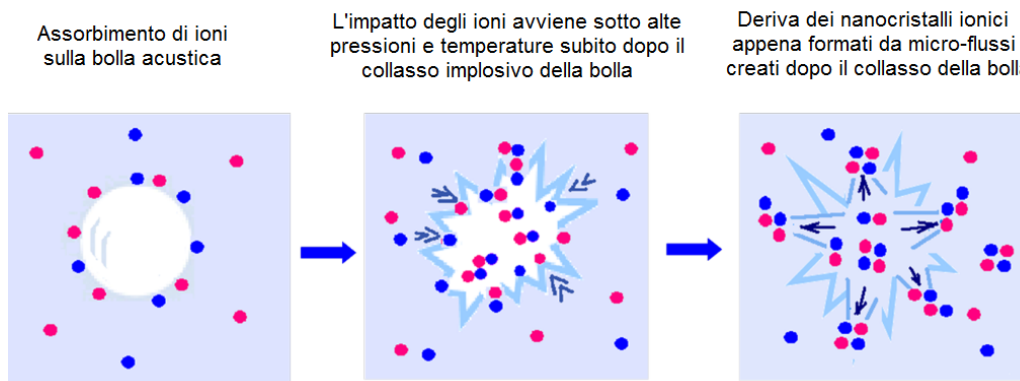 Assorbimento di ioni
sulla bolla acustica
L'impatto degli ioni avviene sotto alte
pressioni e temperature subito dopo il
collasso implosivo della bolla
Deriva dei nanocristalli ionici
appena formati da micro-flussi
creati dopo il collasso della boll